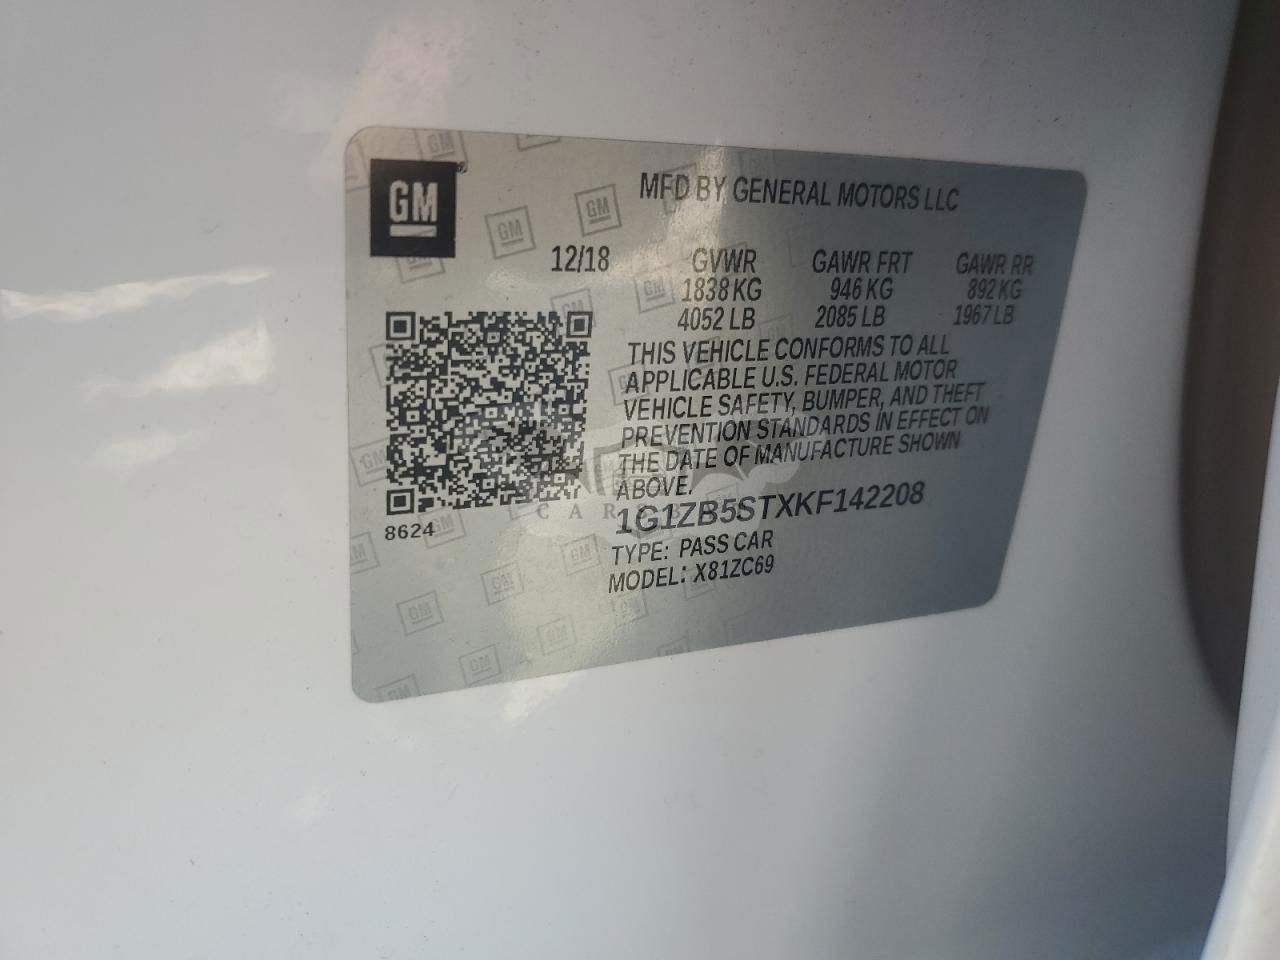 GM
MFD BY GENERAL MOTORS LLC
12/18 GVWR GAWR FRT GAWR RR
1838 KG 946 KG 892 KG
4052 LB 2085 LB 1967 LB
THIS VEHICLE CONFORMS TO ALL
APPLICABLE U.S. FEDERAL MOTOR
VEHICLE SAFETY, BUMPER, AND THEFT
PREVENTION STANDARDS IN EFFECT ON
THE DATE OF MANUFACTURE SHOWN
ABOVE.
1G1ZB5STXKF142208
8624
TYPE: PASS CAR
MODEL: X81ZC69